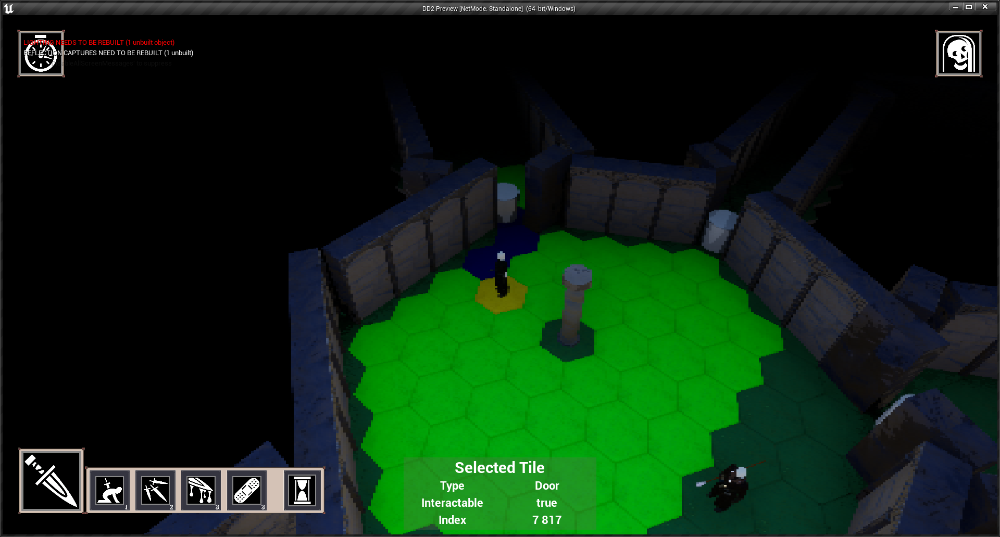 DD2 Preview [NetMode: Standalone] (64-bit/Windows)
LIGHTING NEEDS TO BE REBUILT (1 unbuilt object)
REFLECTION CAPTURES NEED TO BE REBUILT (1 unbuilt)
to suppress
Selected Tile
Type Door
Interactable true
Index 7 817
1
2
3
3